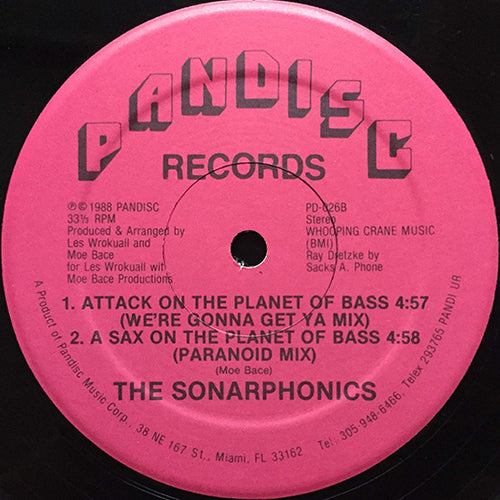 PANDISC
RECORDS
℗© 1988 PANDISC
33⅓ RPM
Produced & Arranged by
Les Wrokuall and
Moe Bace
for Les Wrokuall wit
Moe Bace Productions
PD-026B
Stereo
WHOOPING CRANE MUSIC
(BMI)
Ray Dietzke by
Sacks A. Phone
1. ATTACK ON THE PLANET OF BASS 4:57
(WE'RE GONNA GET YA MIX)
2. A SAX ON THE PLANET OF BASS 4:58
(PARANOID MIX)
(Moe Bace)
THE SONARPHONICS
A Product of Pandisc Music Corp., 38 NE 167 St., Miami, FL 33162 Tel. 305 948-6466, Telex 293765 PANDI UR